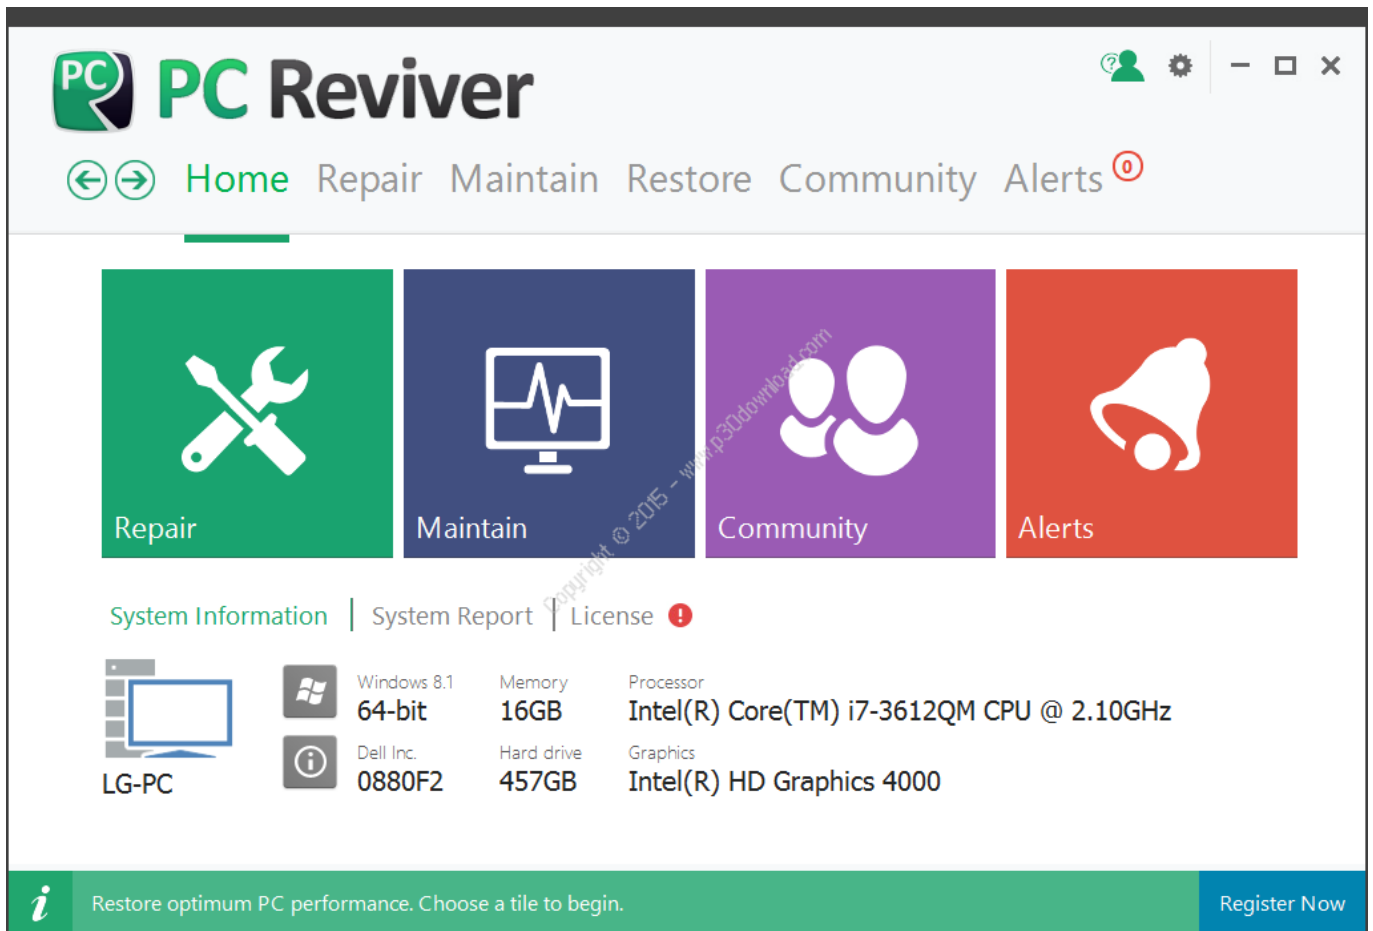 PC PC Reviver
Home Repair Maintain Restore Community Alerts 0
Repair Maintain Community Alerts
Copyright © 2015 - www.p30download.com
System Information | System Report | License !
Windows 8.1 Memory Processor
64-bit 16GB Intel(R) Core(TM) i7-3612QM CPU @ 2.10GHz
Dell Inc. Hard drive Graphics
0880F2 457GB Intel(R) HD Graphics 4000
LG-PC
i Restore optimum PC performance. Choose a tile to begin. Register Now